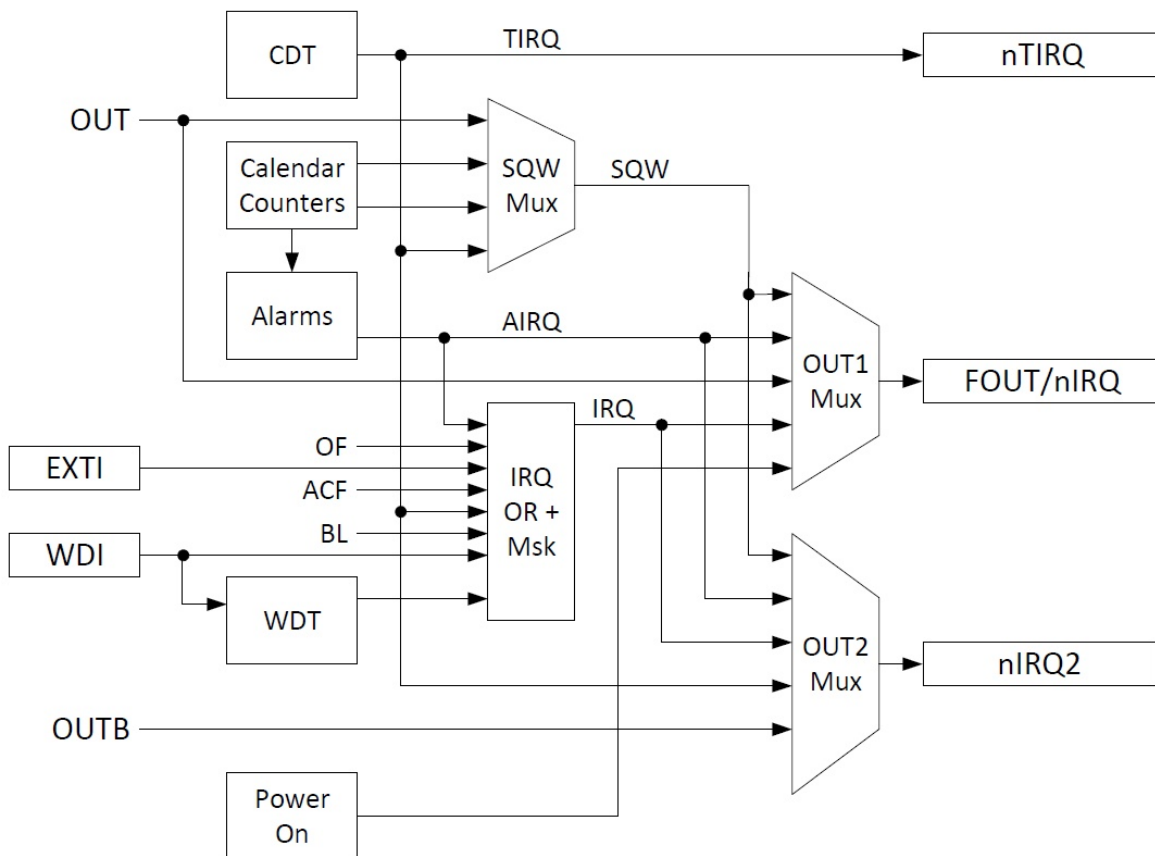 CDT
TIRQ
nTIRQ
OUT
Calendar
Counters
SQW
Mux
SQW
Alarms
AIRQ
OUT1
Mux
FOUT/nIRQ
IRQ
OF
EXTI
ACF
IRQ
OR +
Msk
BL
WDI
WDT
OUT2
Mux
nIRQ2
OUTB
Power
On